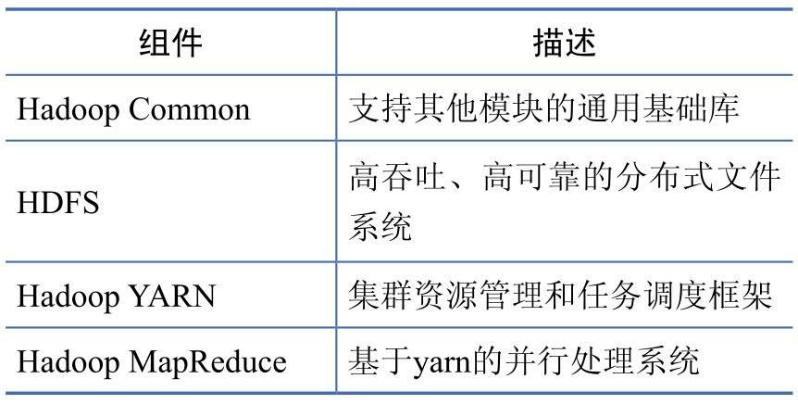 组件 描述
Hadoop Common 支持其他模块的通用基础库
HDFS 高吞吐、高可靠的分布式文件
系统
Hadoop YARN 集群资源管理和任务调度框架
Hadoop MapReduce 基于yarn的并行处理系统